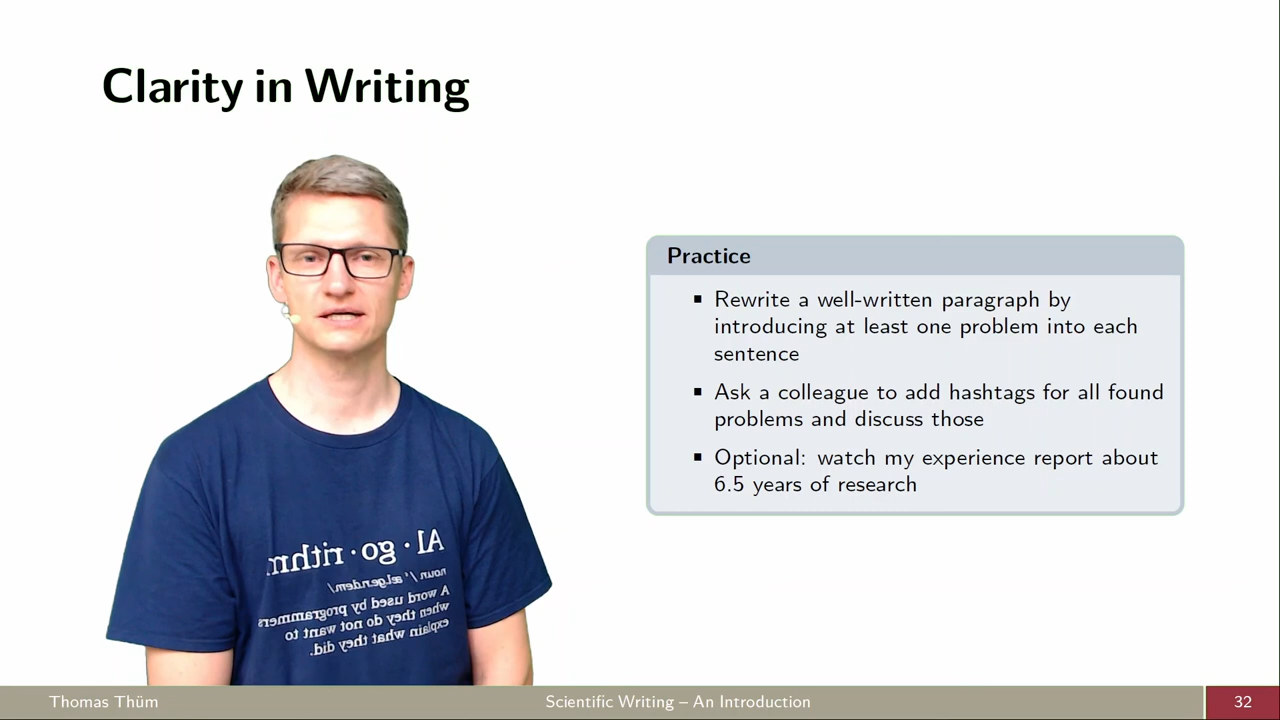 Clarity in Writing
Practice
Rewrite a well-written paragraph by
introducing at least one problem into each
sentence
Ask a colleague to add hashtags for all found
problems and discuss those
Optional: watch my experience report about
6.5 years of research
Al·go·rithm
noun
A word used by programmers
when they do not want to
explain what they did.
Thomas Thüm
Scientific Writing – An Introduction
32